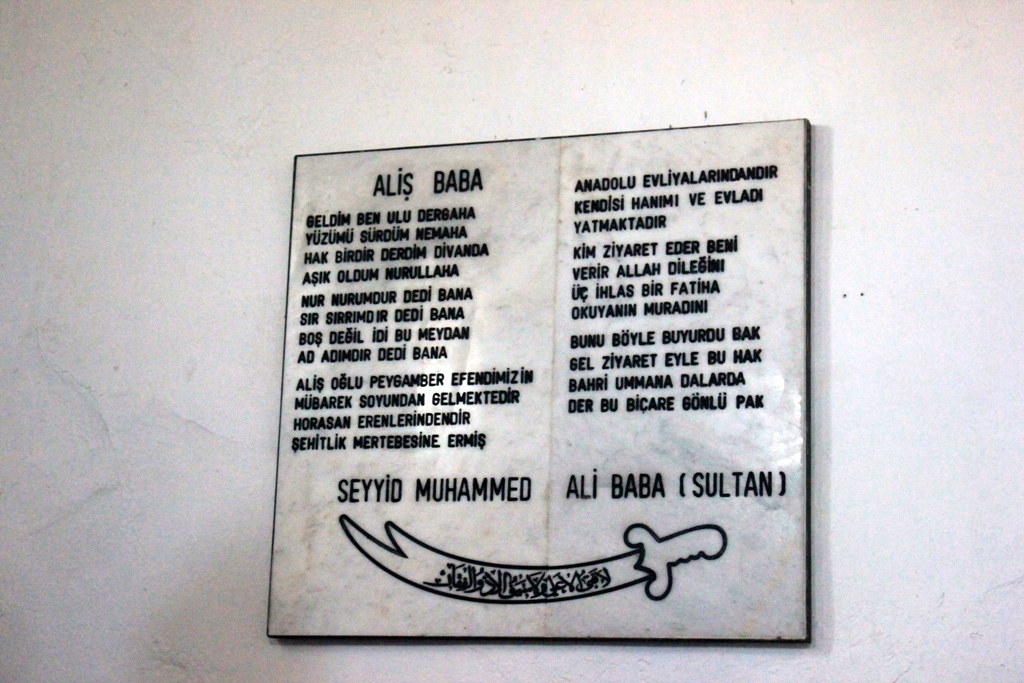 ALİŞ BABA
GELDİM BEN ULU DERGAHA
YÜZÜMÜ SÜRDÜM NEMAHA
HAK BİRDİR DERDİM DİVANDA
AŞIK OLDUM NURULLAHA
NUR NURUMDUR DEDİ BANA
SIR SIRRIMDIR DEDİ BANA
BOŞ DEĞİL İDİ BU MEYDAN
AD ADIMDIR DEDİ BANA
ALİŞ OĞLU PEYGAMBER EFENDİMİZİN
MÜBAREK SOYUNDAN GELMEKTEDİR
HORASAN ERENLERİNDENDİR
ŞEHİTLİK MERTEBESİNE ERMİŞ
ANADOLU EVLİYALARINDANDIR
KENDİSİ HANIMI VE EVLADI
YATMAKTADIR
KİM ZİYARET EDER BENİ
VERİR ALLAH DİLEĞİNİ
ÜÇ İHLAS BİR FATİHA
OKUYANIN MURADINI
BUNU BÖYLE BUYURDU BAK
GEL ZİYARET EYLE BU HAK
BAHRİ UMMANA DALARDA
DER BU BİÇARE GÖNLÜ PAK
SEYYİD MUHAMMED ALİ BABA (SULTAN)